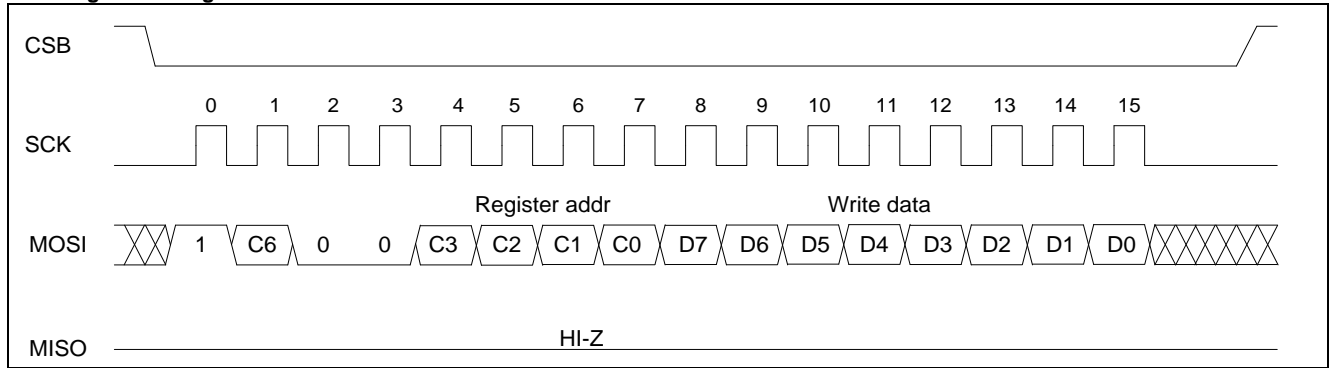 CSB
0 1 2 3 4 5 6 7 8 9 10 11 12 13 14 15
SCK
Register addr Write data
MOSI 1 C6 0 0 C3 C2 C1 C0 D7 D6 D5 D4 D3 D2 D1 D0
HI-Z
MISO